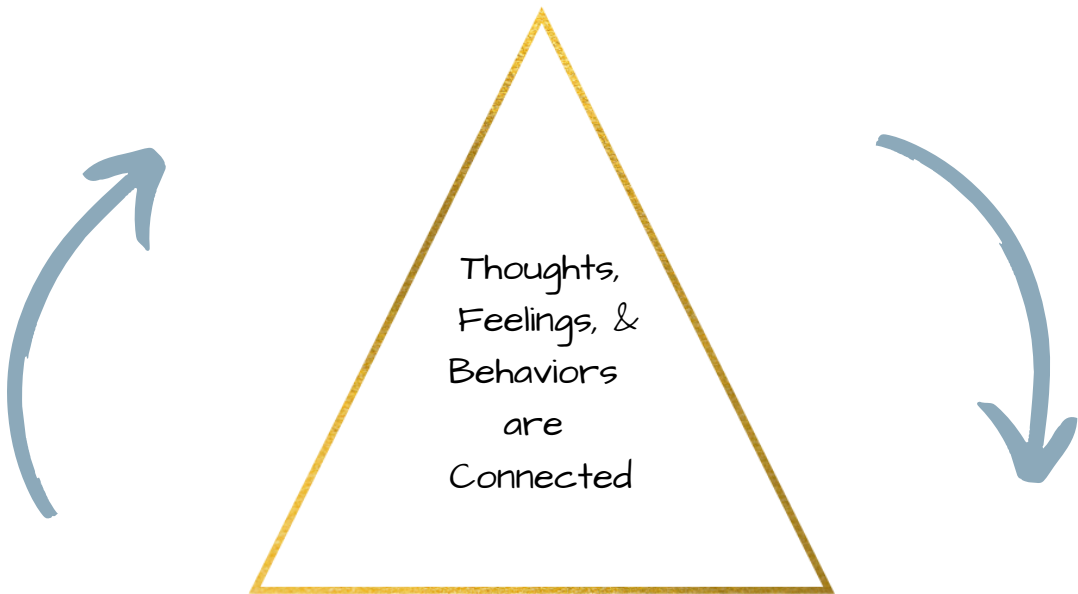 Thoughts,
Feelings, &
Behaviors
are
Connected